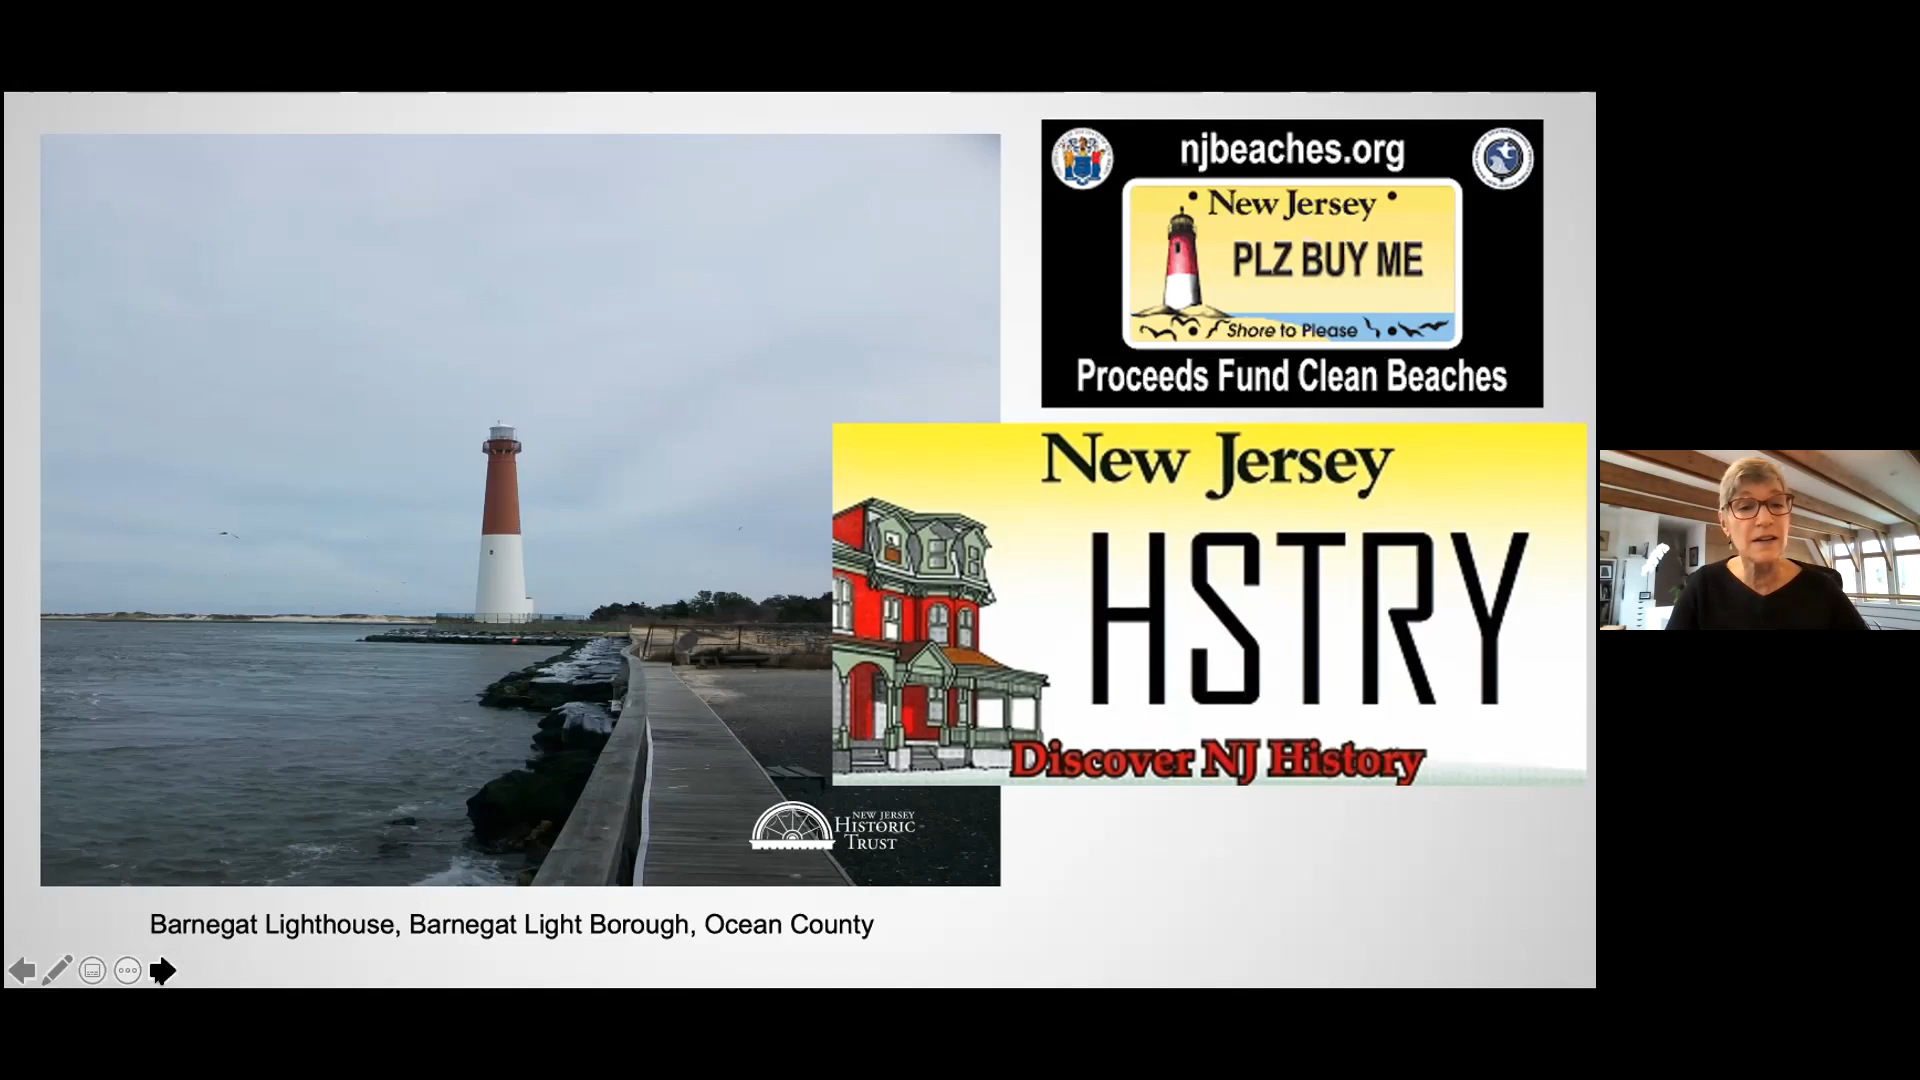 njbeaches.org
New Jersey
PLZ BUY ME
Shore to Please
Proceeds Fund Clean Beaches
New Jersey
HSTRY
Discover NJ History
NEW JERSEY
HISTORIC
TRUST
Barnegat Lighthouse, Barnegat Light Borough, Ocean County